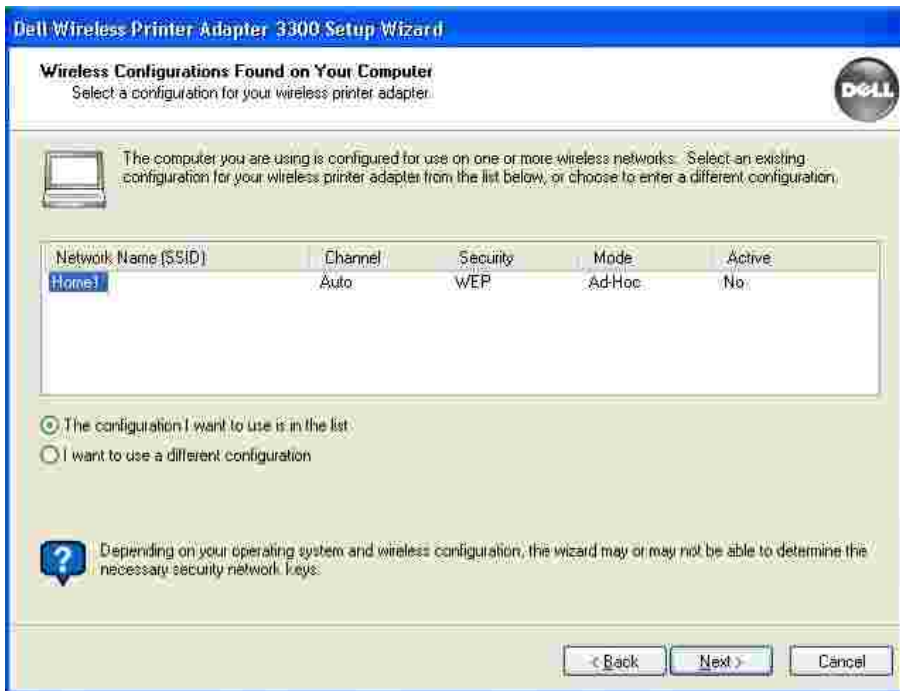 Dell Wireless Printer Adapter 3300 Setup Wizard
Wireless Configurations Found on Your Computer
Select a configuration for your wireless printer adapter
DELL
The computer you are using is configured for use on one or more wireless networks. Select an existing
configuration for your wireless printer adapter from the list below, or choose to enter a different configuration.
Network Name (SSID) Channel Security Mode Active
Home1 Auto WEP Ad-Hoc No
The configuration I want to use is in the list
I want to use a different configuration
?
Depending on your operating system and wireless configuration, the wizard may or may not be able to determine the
necessary security network keys.
< Back Next > Cancel